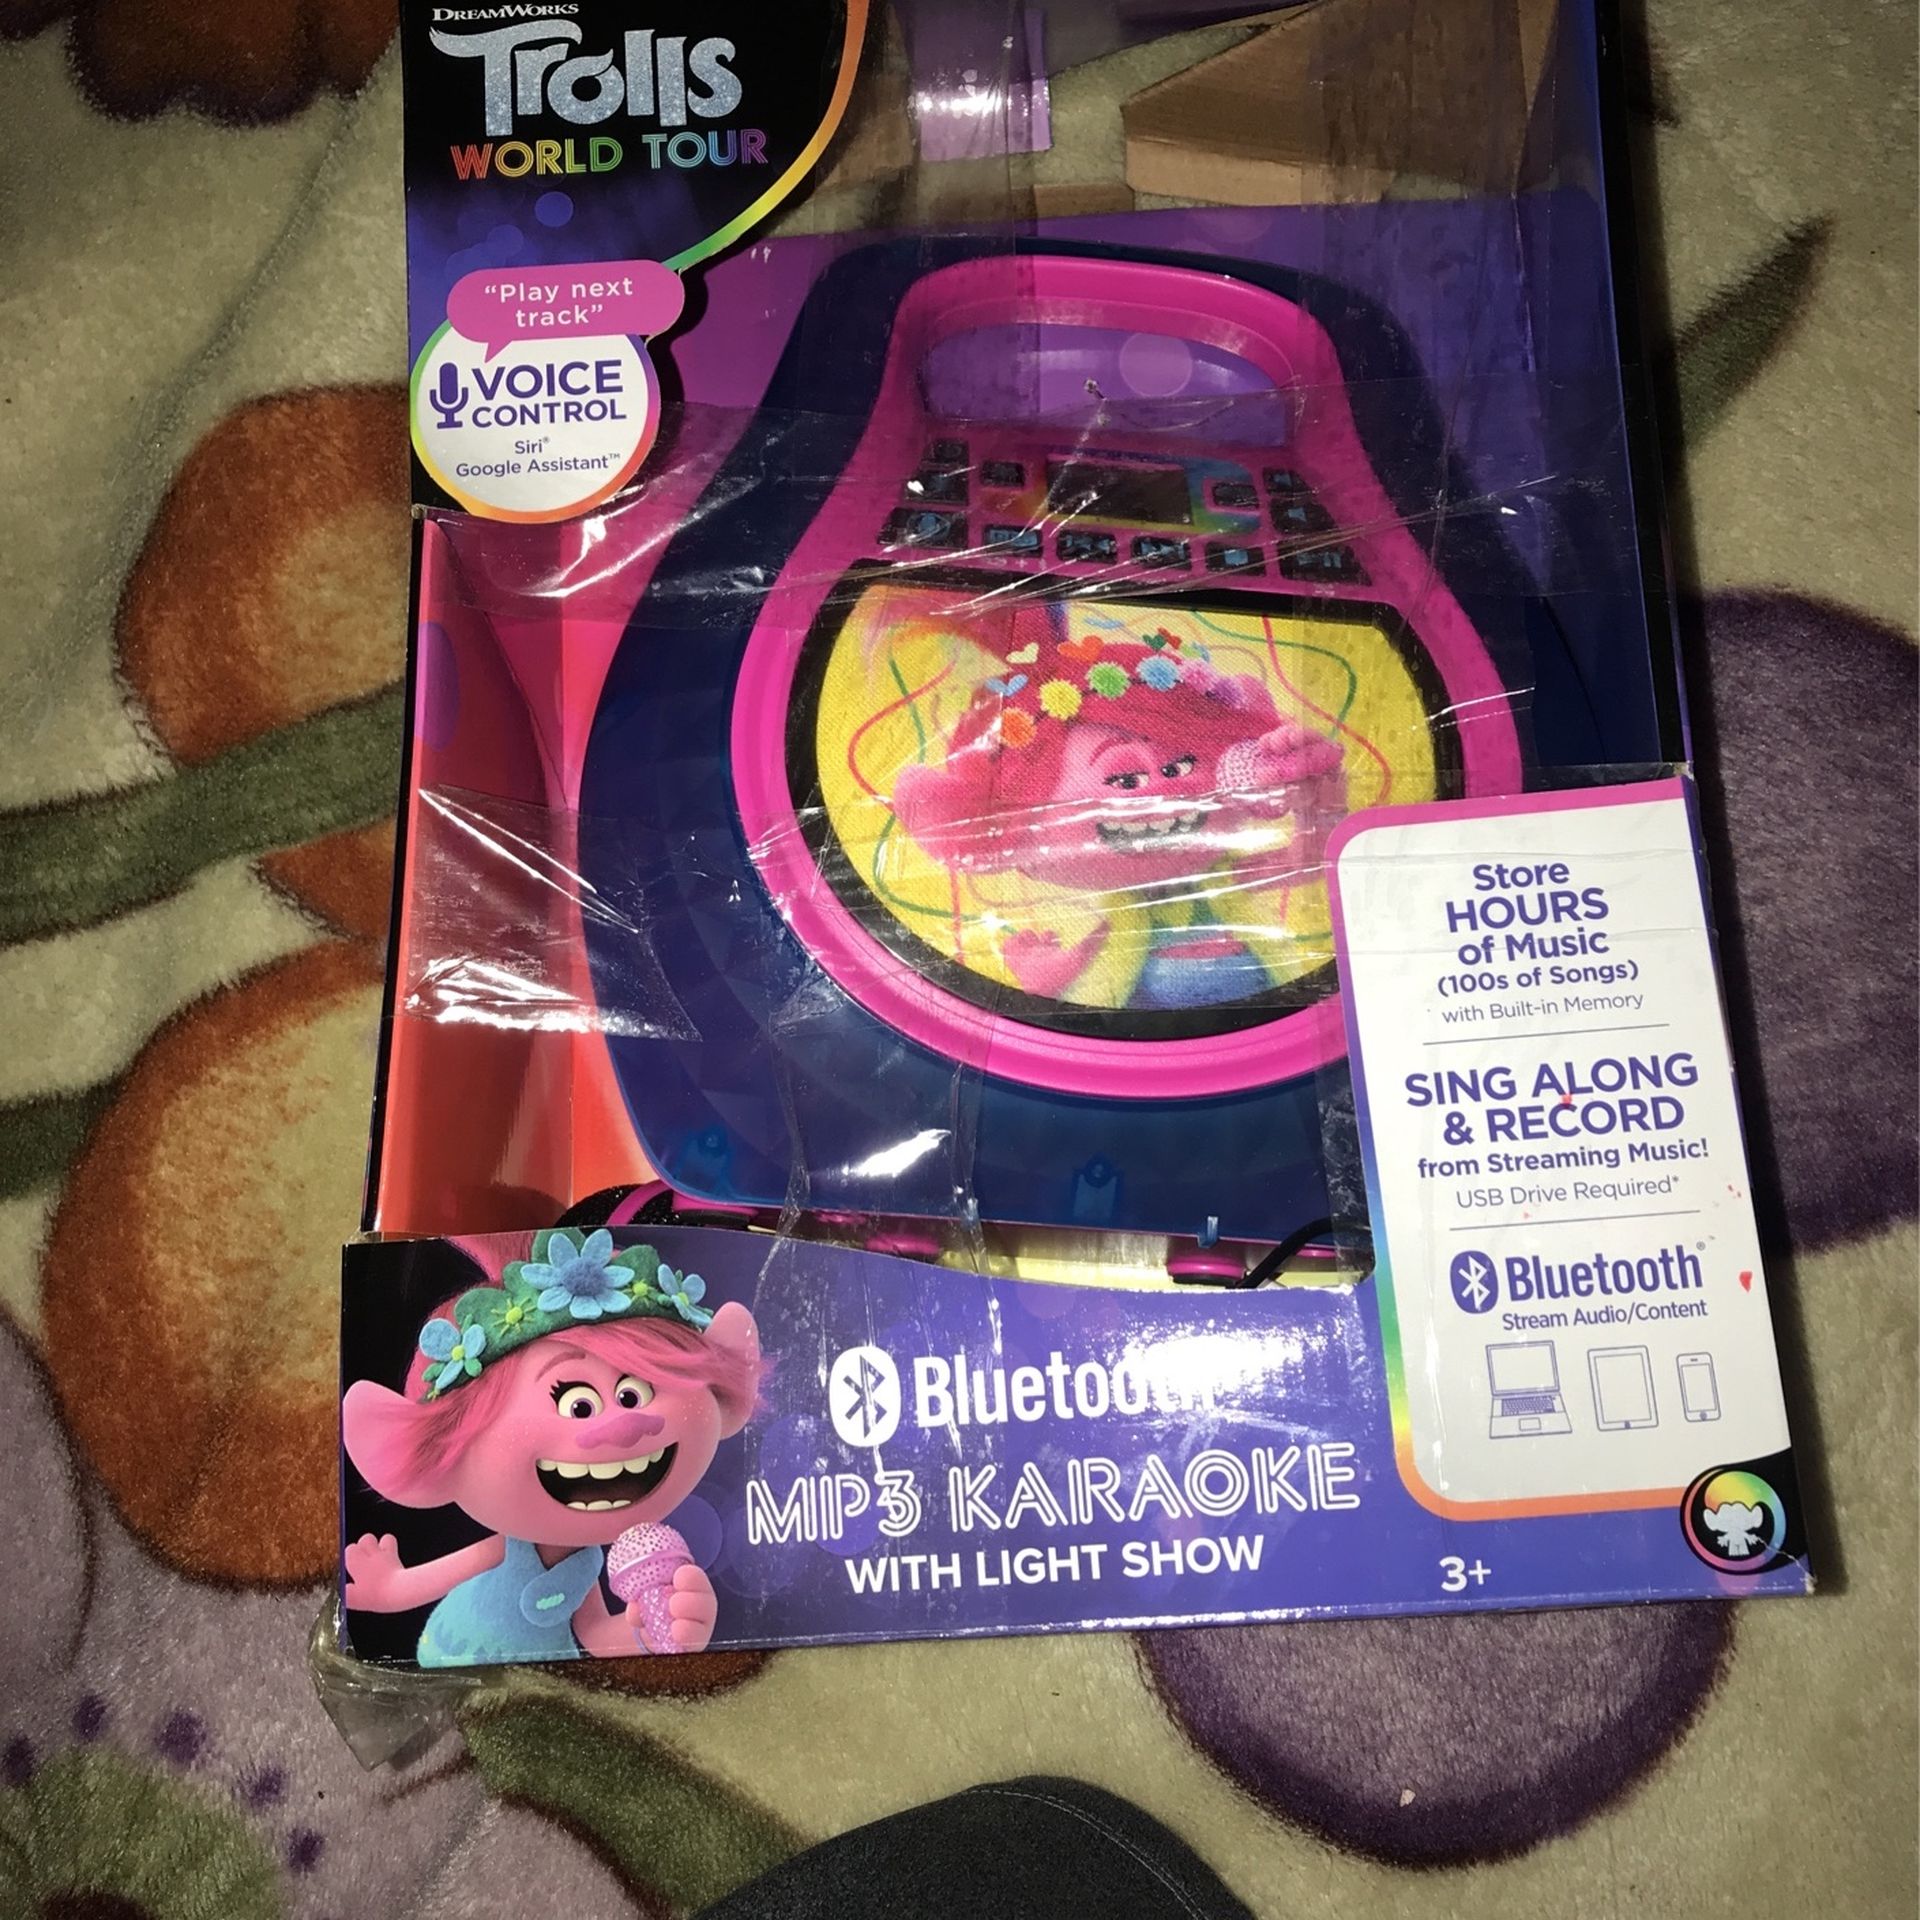 DREAMWORKS
Trolls
WORLD TOUR
"Play next
track"
VOICE
CONTROL
Siri®
Google Assistant™
Store
HOURS
of Music
(100s of Songs)
with Built-in Memory
SING ALONG
& RECORD
from Streaming Music!
USB Drive Required*
Bluetooth®
Stream Audio/Content
Bluetooth
MP3 KARAOKE
WITH LIGHT SHOW
3+